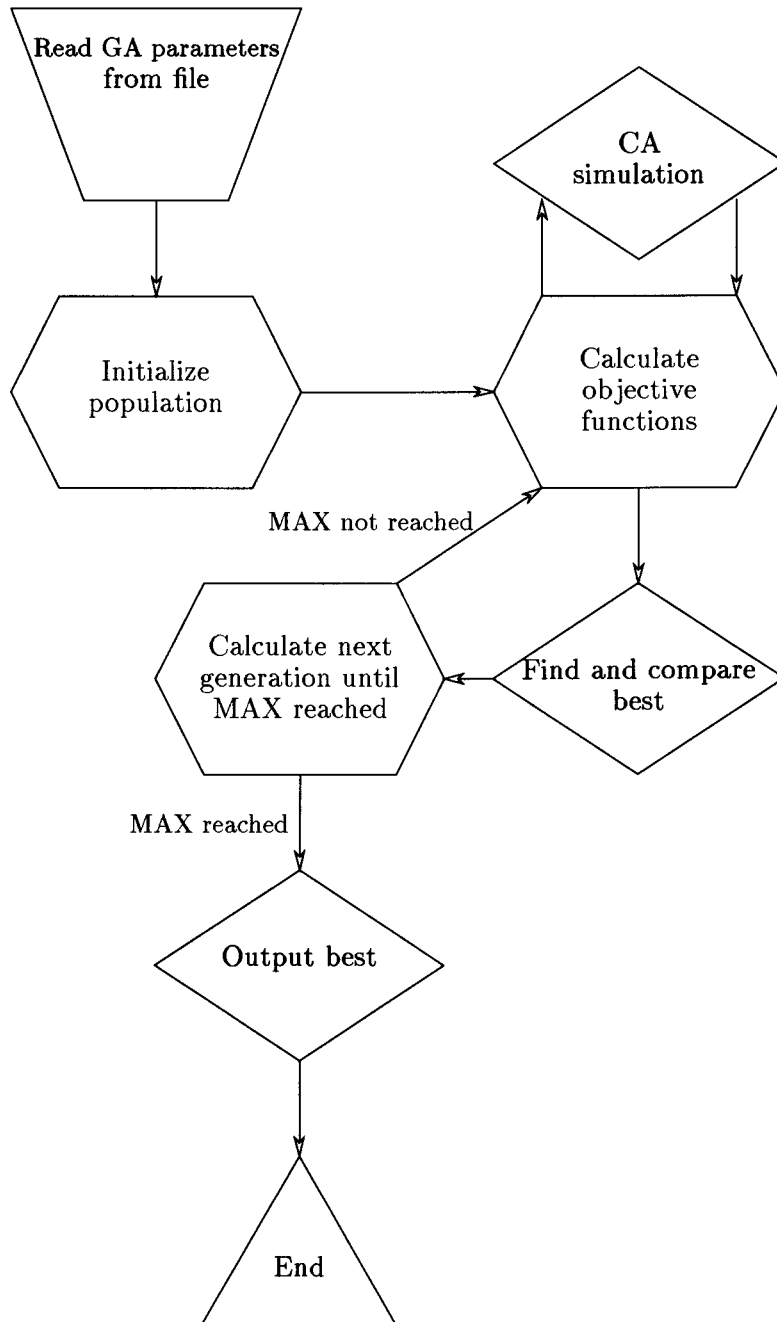 Read GA parameters
from file
CA
simulation
Initialize
population
Calculate
objective
functions
MAX not reached
Calculate next
generation until
MAX reached
Find and compare
best
MAX reached
Output best
End